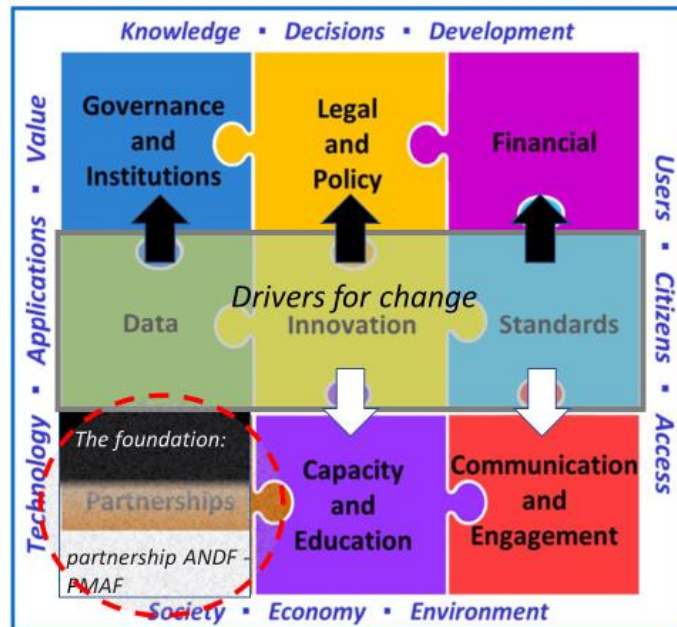 Knowledge ▪ Decisions ▪ Development
Technology ▪ Applications ▪ Value
Governance
and
Institutions
Legal
and
Policy
Financial
Users ▪ Citizens ▪ Access
Drivers for change
Data
Innovation
Standards
The foundation:
Partnerships
partnership ANDF -
PMAF
Capacity
and
Education
Communication
and
Engagement
Society ▪ Economy ▪ Environment